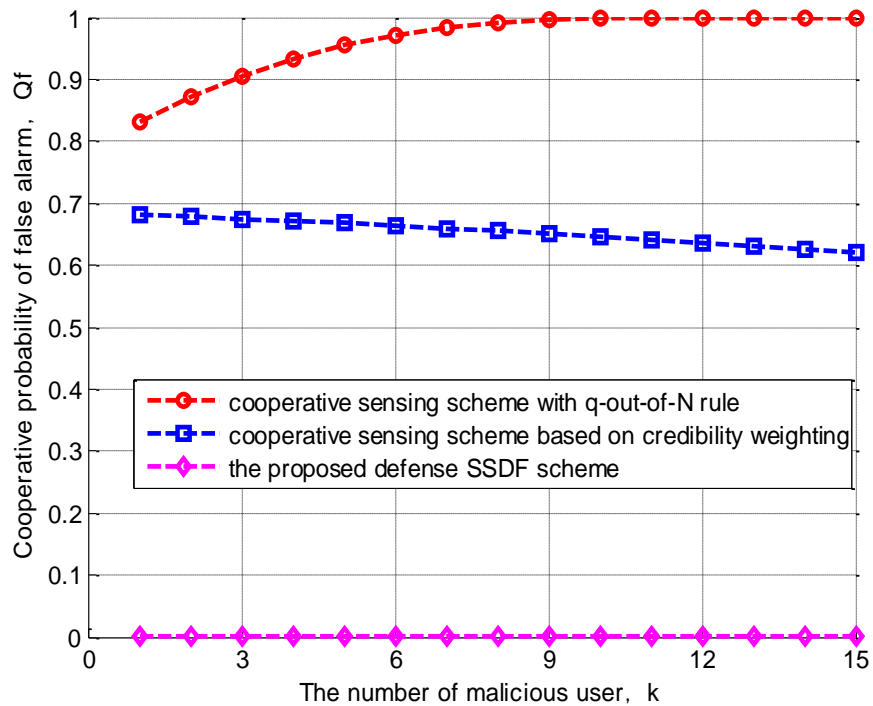 Cooperative probability of false alarm, Qf
1
0.9
0.8
0.7
0.6
0.5
0.4
0.3
0.2
0.1
0
cooperative sensing scheme with q-out-of-N rule
cooperative sensing scheme based on credibility weighting
the proposed defense SSDF scheme
0 3 6 9 12 15
The number of malicious user, k